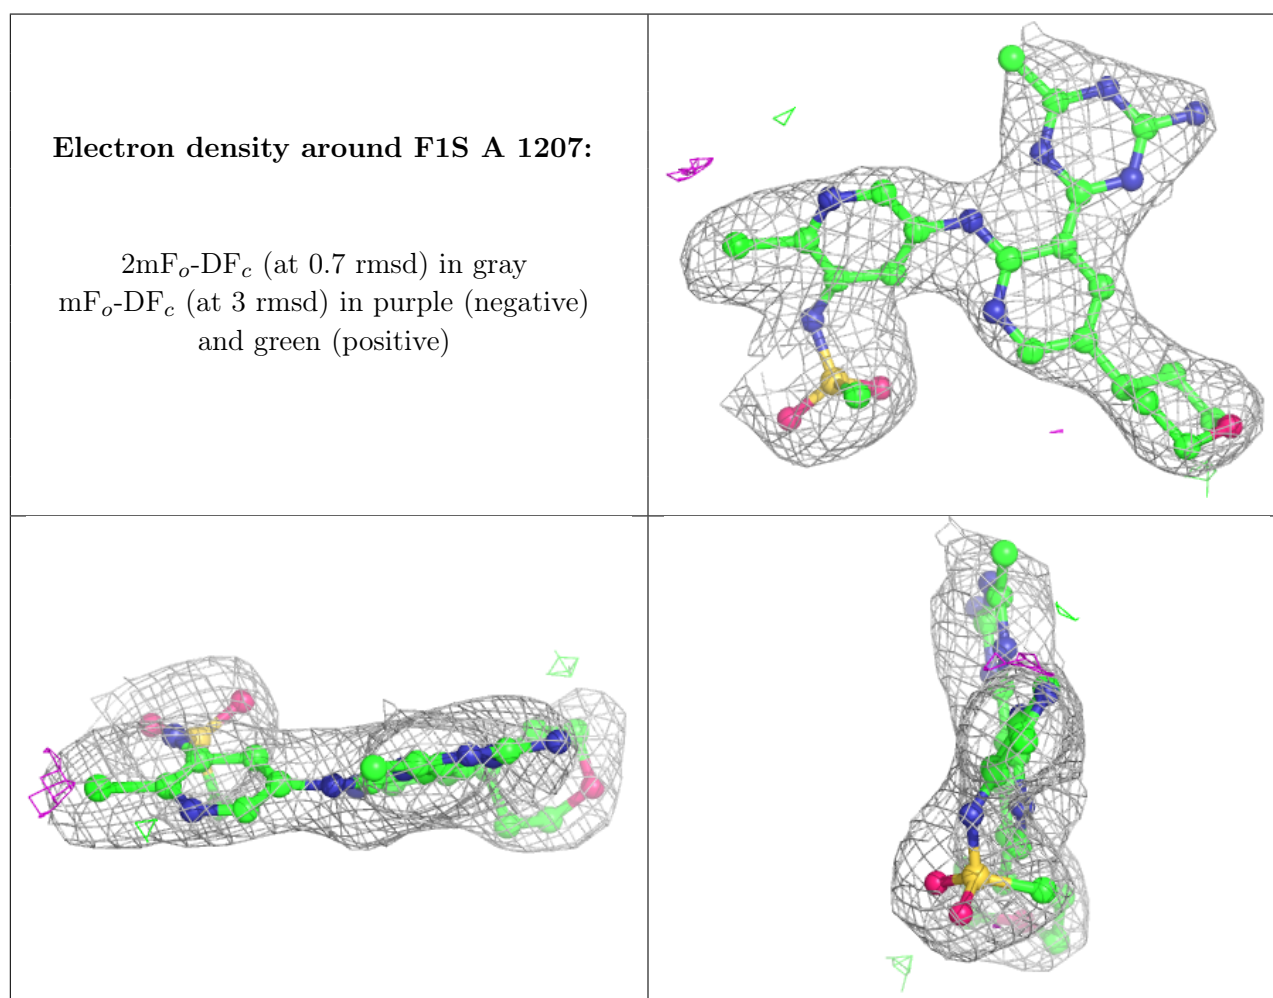 Electron density around F1S A 1207:
2mFo-DFc (at 0.7 rmsd) in gray
mFo-DFc (at 3 rmsd) in purple (negative)
and green (positive)